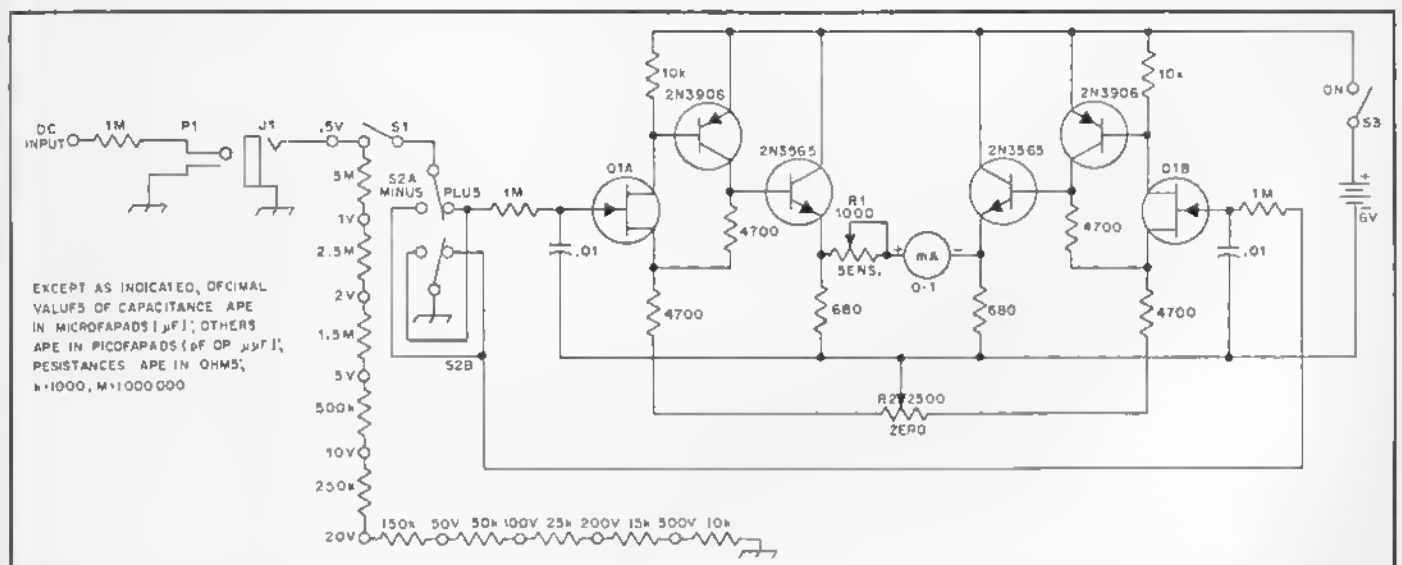 10k
10k
2N3906
2N3906
ON
S3
DC
INPUT
1M
P1
J1
.5V
S1
2N3565
2N3565
Q1A
Q1B
5M
S2A
MINUS
PLUS
1M
1M
+
6V
1V
.01
4700
R1
1000
SENS.
+
mA
-
0-1
4700
.01
2.5M
EXCEPT AS INDICATED, DECIMAL
VALUES OF CAPACITANCE ARE
IN MICROFARADS (µF); OTHERS
ARE IN PICOFARADS (pF OR µµF);
RESISTANCES ARE IN OHMS;
k=1000, M=1000000
2V
4700
680
680
4700
1.5M
S2B
5V
500k
R2 2500
ZERO
10V
250k
20V
150k 50V 50k 100V 25k 200V 15k 500V 10k